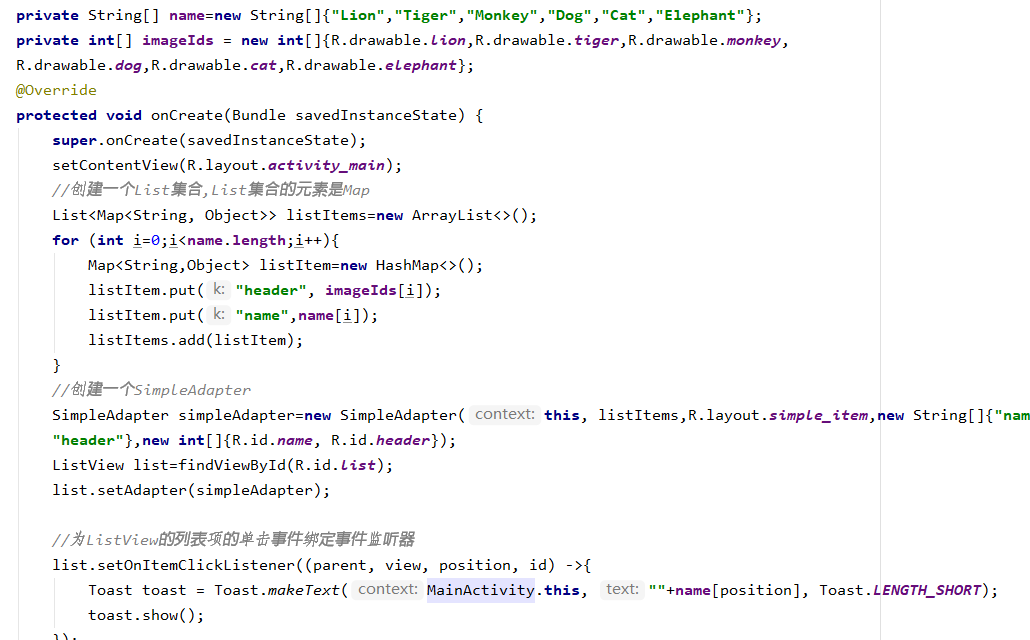 private String[] name=new String[]{"Lion","Tiger","Monkey","Dog","Cat","Elephant"};
private int[] imageIds = new int[]{R.drawable.lion,R.drawable.tiger,R.drawable.monkey,
R.drawable.dog,R.drawable.cat,R.drawable.elephant};
@Override
protected void onCreate(Bundle savedInstanceState) {
super.onCreate(savedInstanceState);
setContentView(R.layout.activity_main);
//创建一个List集合,List集合的元素是Map
List<Map<String, Object>> listItems=new ArrayList<>();
for (int i=0;i<name.length;i++){
Map<String,Object> listItem=new HashMap<>();
listItem.put( k: "header", imageIds[i]);
listItem.put( k: "name",name[i]);
listItems.add(listItem);
}
//创建一个SimpleAdapter
SimpleAdapter simpleAdapter=new SimpleAdapter( context: this, listItems,R.layout.simple_item,new String[]{"nam
"header"},new int[]{R.id.name, R.id.header});
ListView list=findViewById(R.id.list);
list.setAdapter(simpleAdapter);
//为ListView的列表项的单击事件绑定事件监听器
list.setOnItemClickListener((parent, view, position, id) ->{
Toast toast = Toast.makeText( context: MainActivity.this, text: ""+name[position], Toast.LENGTH_SHORT);
toast.show();
});